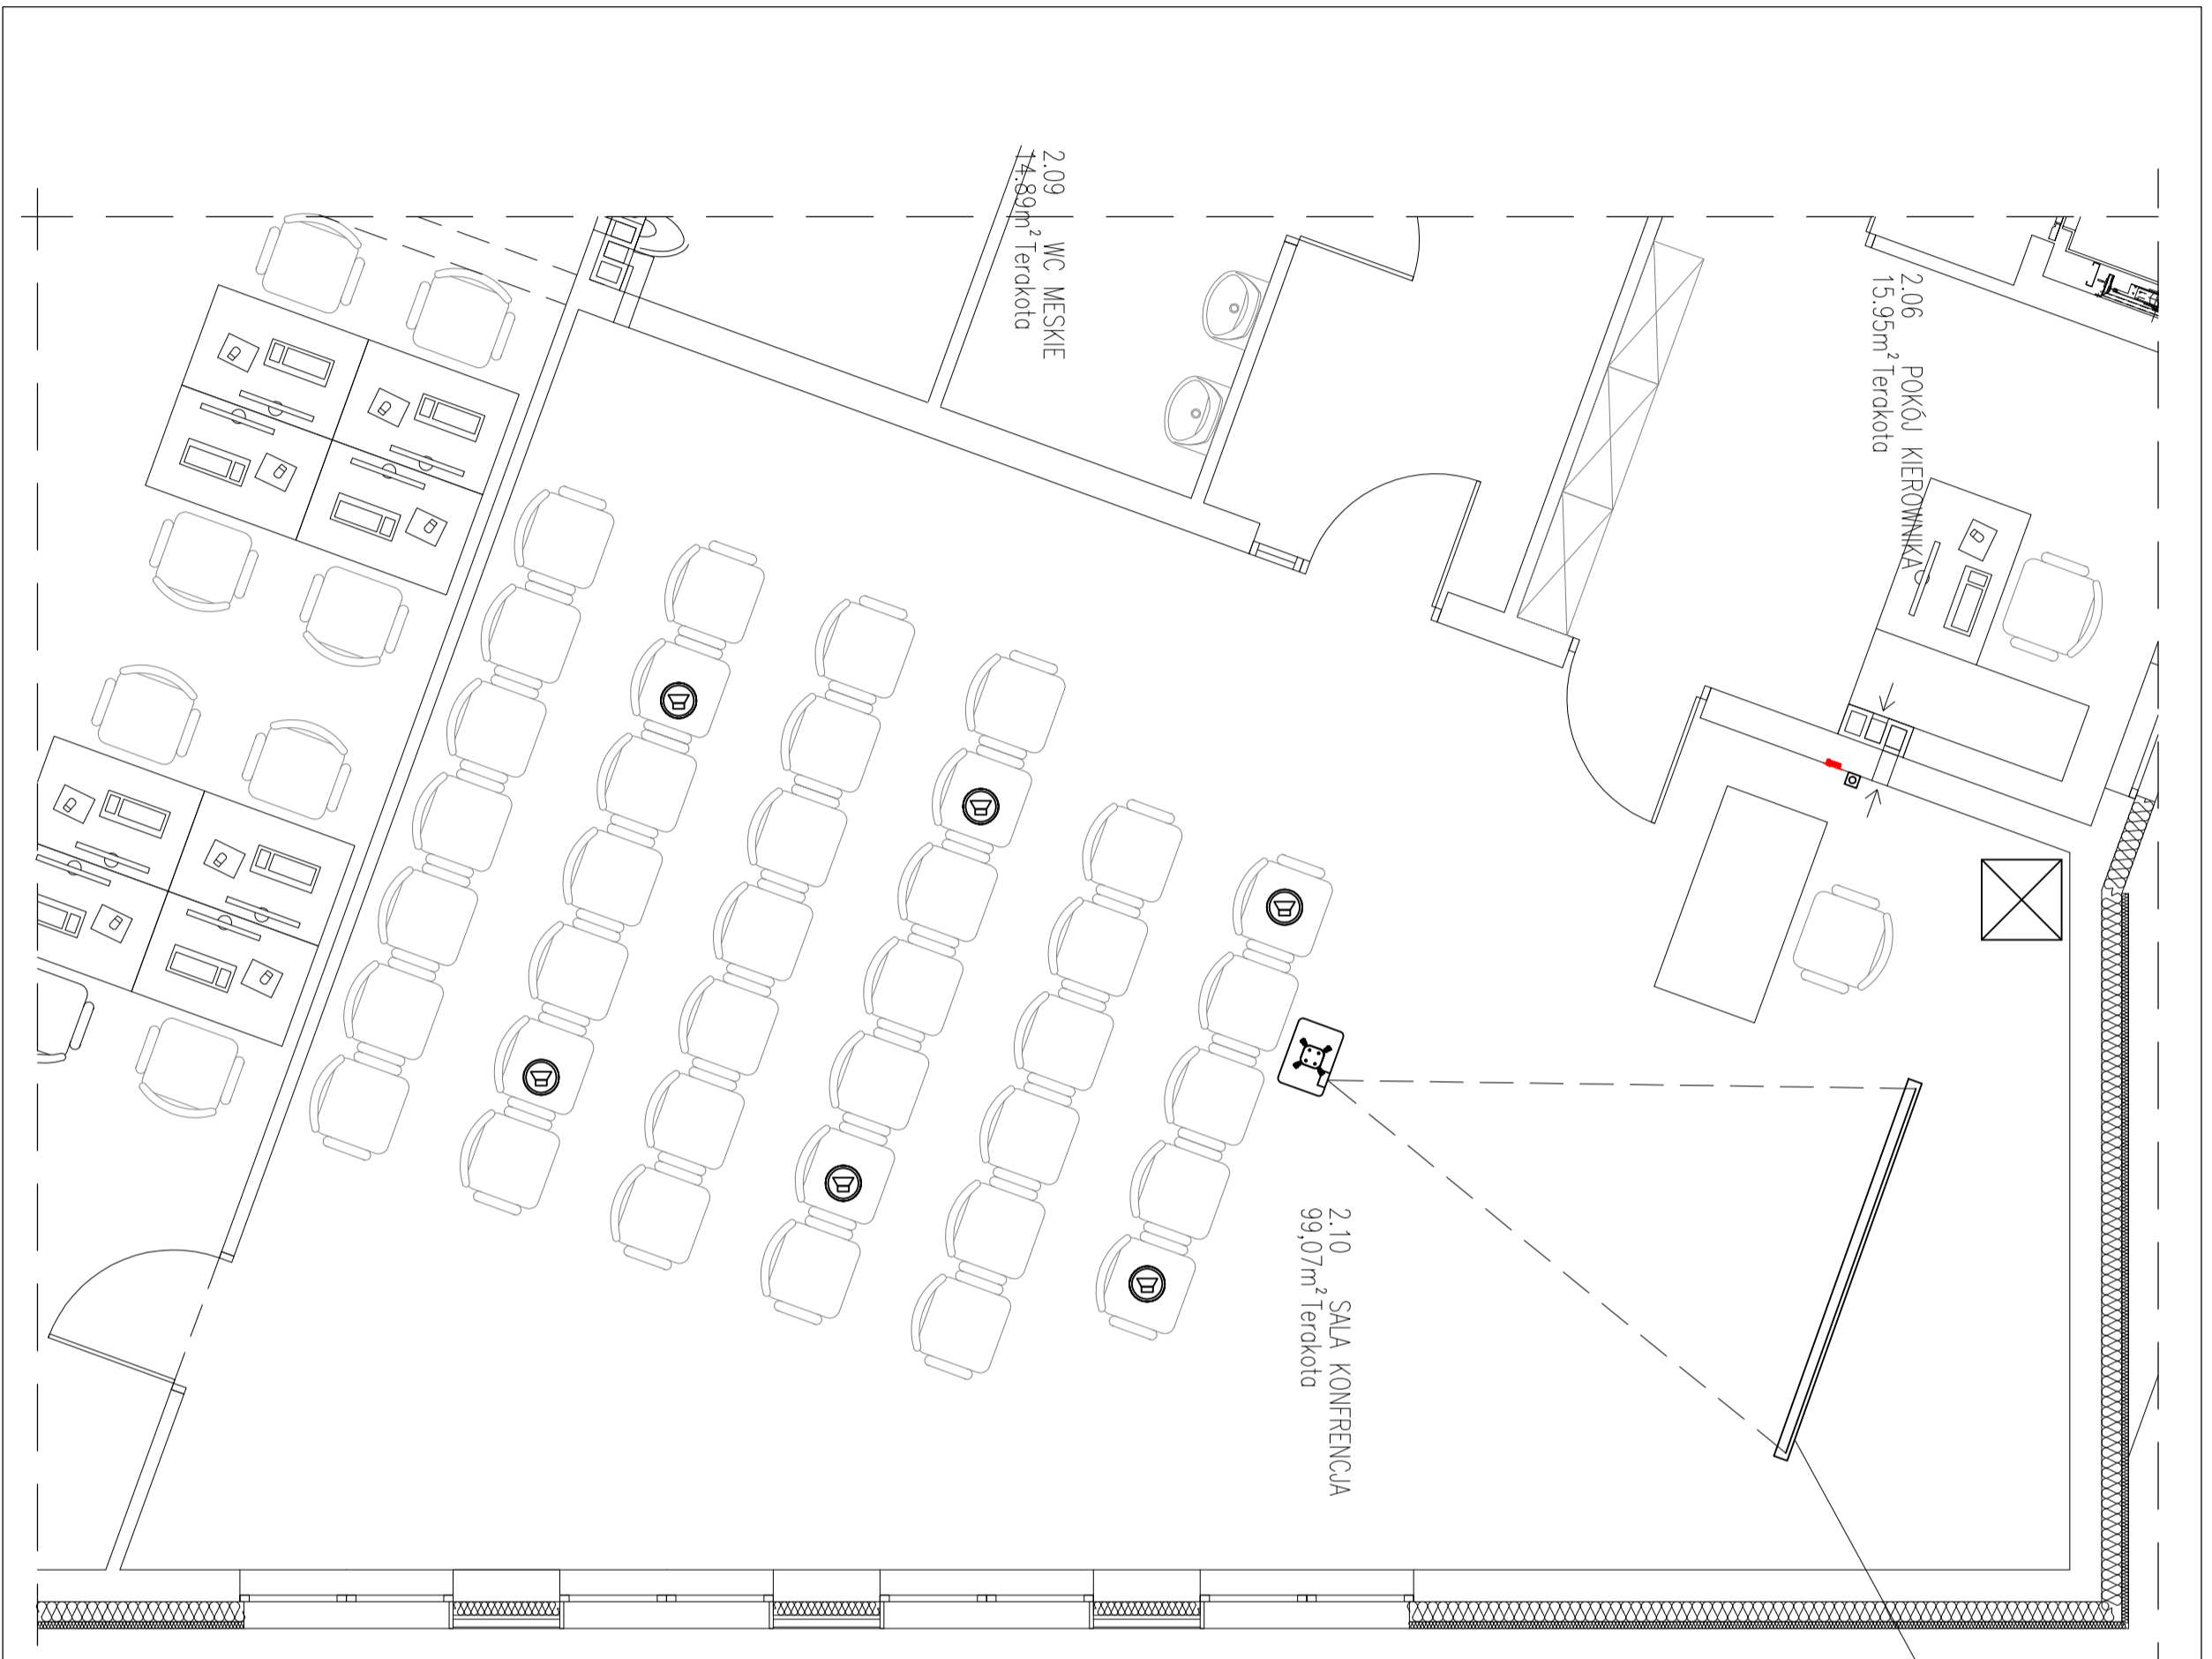 2.09 WC MESKIE
14.89m² Terakota
2.06 POKÓJ KIEROWNIKA
15.95m² Terakota
2.10 SALA KONFRENCJA
99,07m² Terakota